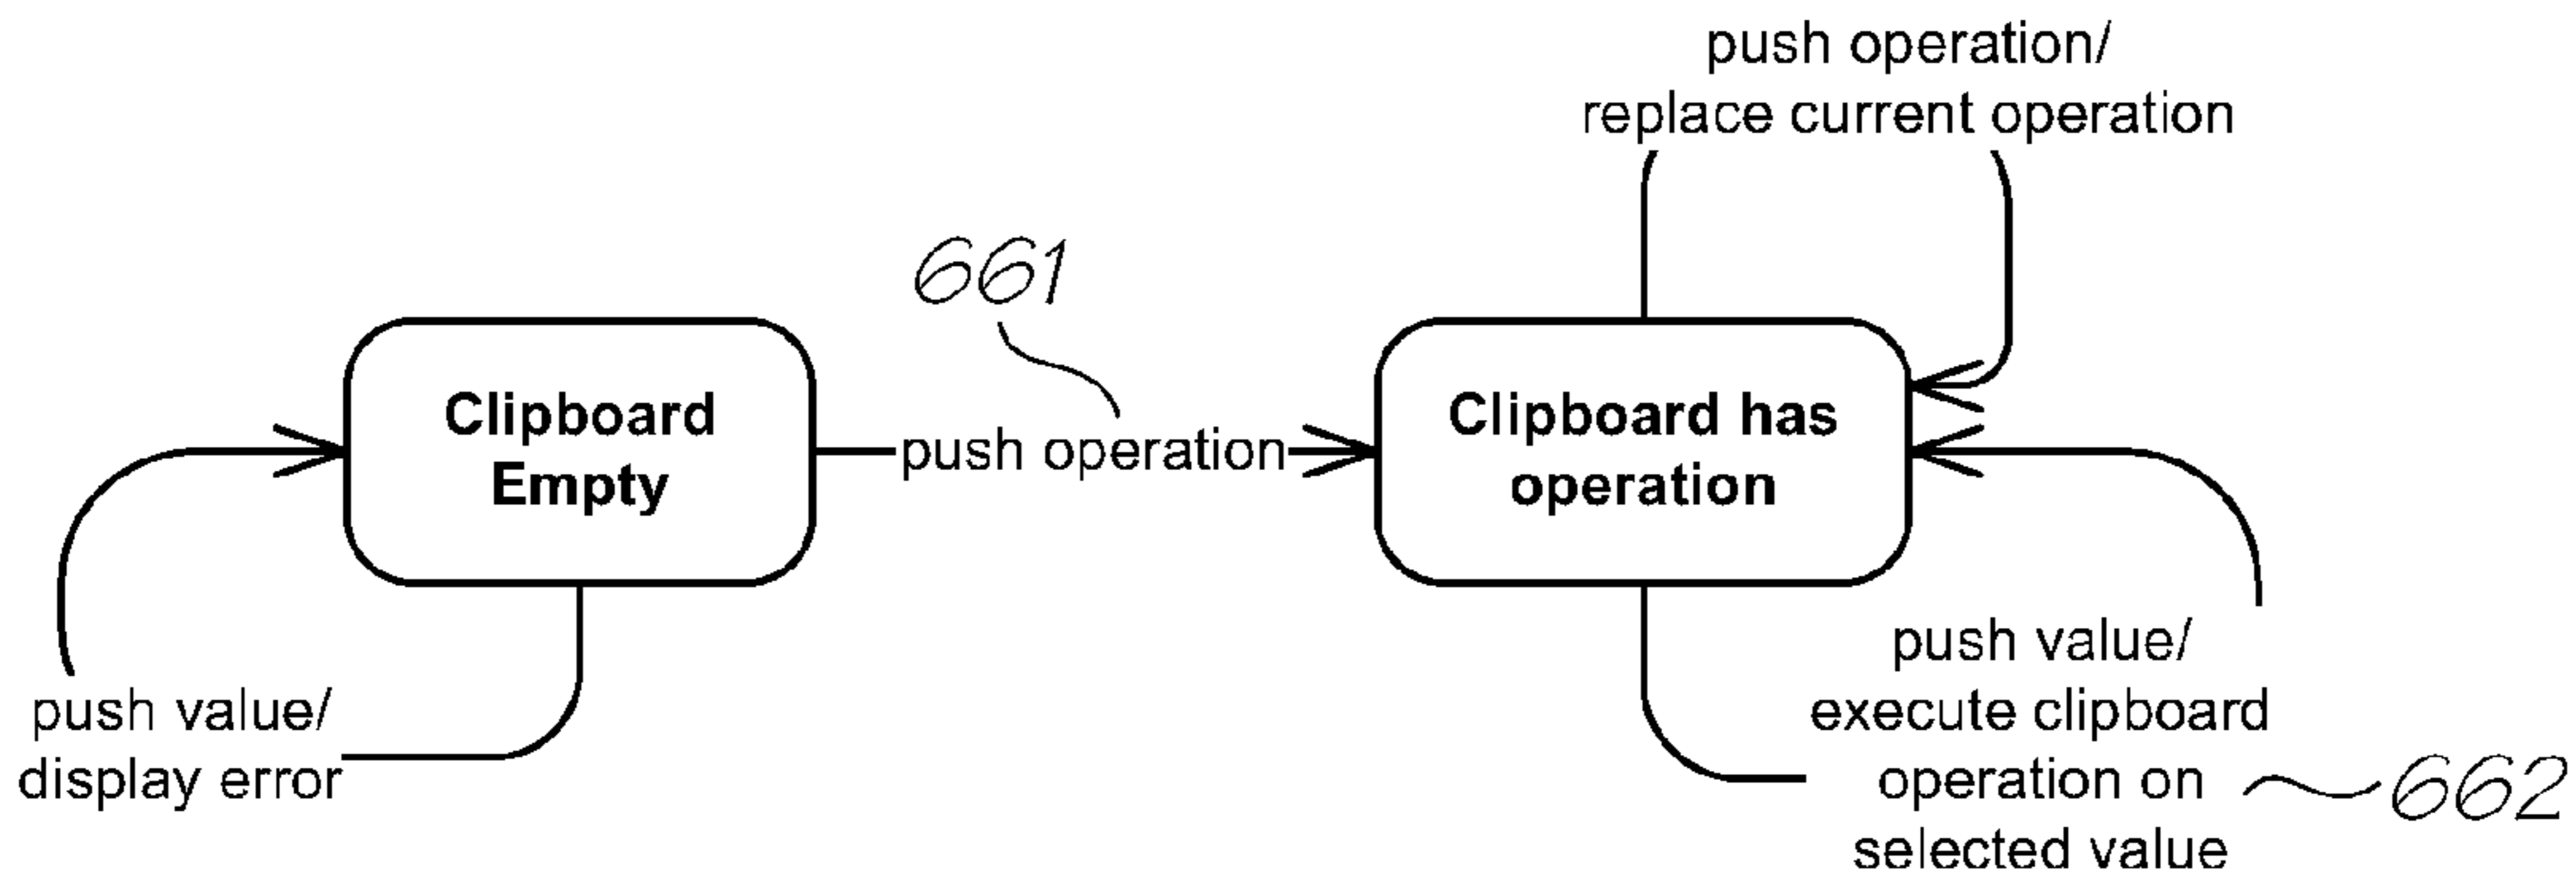 push operation/
replace current operation
661
Clipboard
Empty
push operation
Clipboard has
operation
push value/
display error
push value/
execute clipboard
operation on
selected value
662